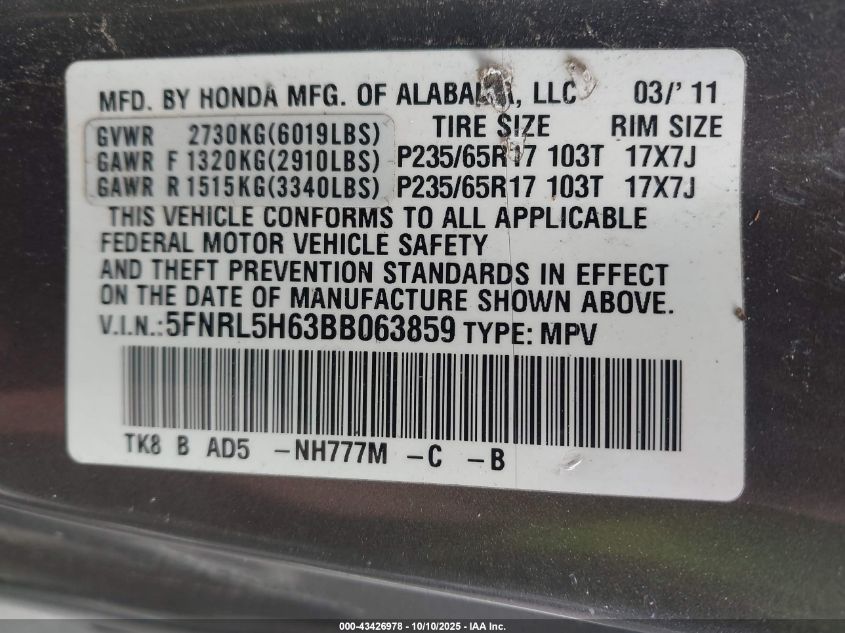 MFD. BY HONDA MFG. OF ALABAMA, LLC 03/' 11
TIRE SIZE RIM SIZE
GVWR 2730KG(6019LBS)
GAWR F 1320KG(2910LBS) P235/65R17 103T 17X7J
GAWR R 1515KG(3340LBS) P235/65R17 103T 17X7J
THIS VEHICLE CONFORMS TO ALL APPLICABLE
FEDERAL MOTOR VEHICLE SAFETY
AND THEFT PREVENTION STANDARDS IN EFFECT
ON THE DATE OF MANUFACTURE SHOWN ABOVE.
V.I.N.:5FNRL5H63BB063859 TYPE: MPV
TK8 B AD5 -NH777M -C -B
000-43426978 - 10/10/2025 - IAA Inc.